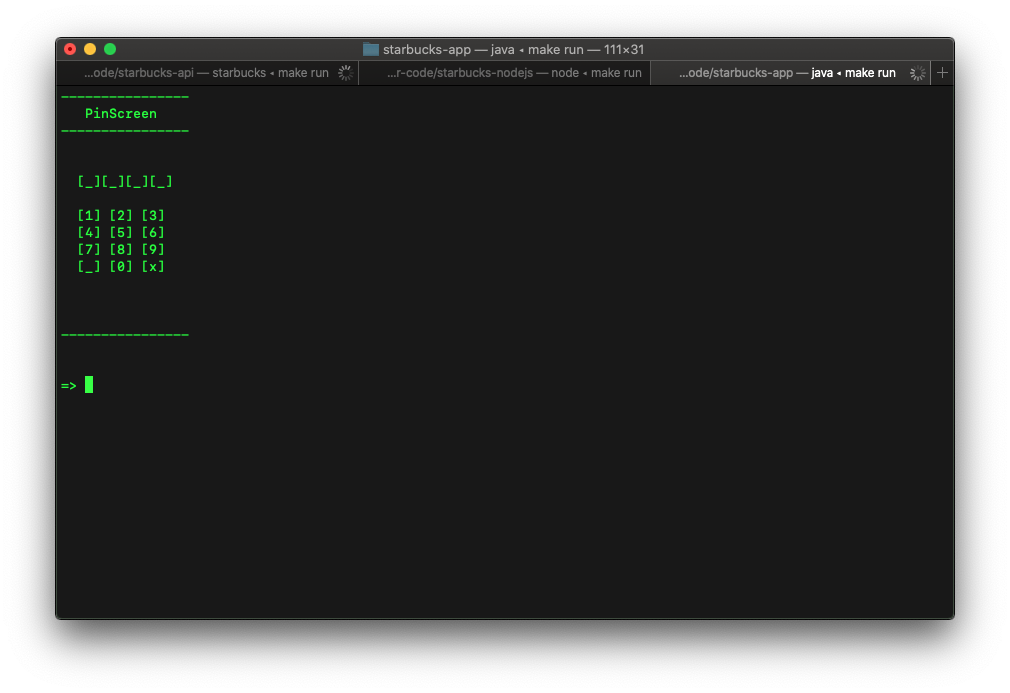 starbucks-app — java ◂ make run — 111×31
...ode/starbucks-api — starbucks ◂ make run ...r-code/starbucks-nodejs — node ◂ make run ...ode/starbucks-app — java ◂ make run +
----------------
PinScreen
----------------
[_][_][_][_]
[1] [2] [3]
[4] [5] [6]
[7] [8] [9]
[_] [0] [x]
----------------
=>